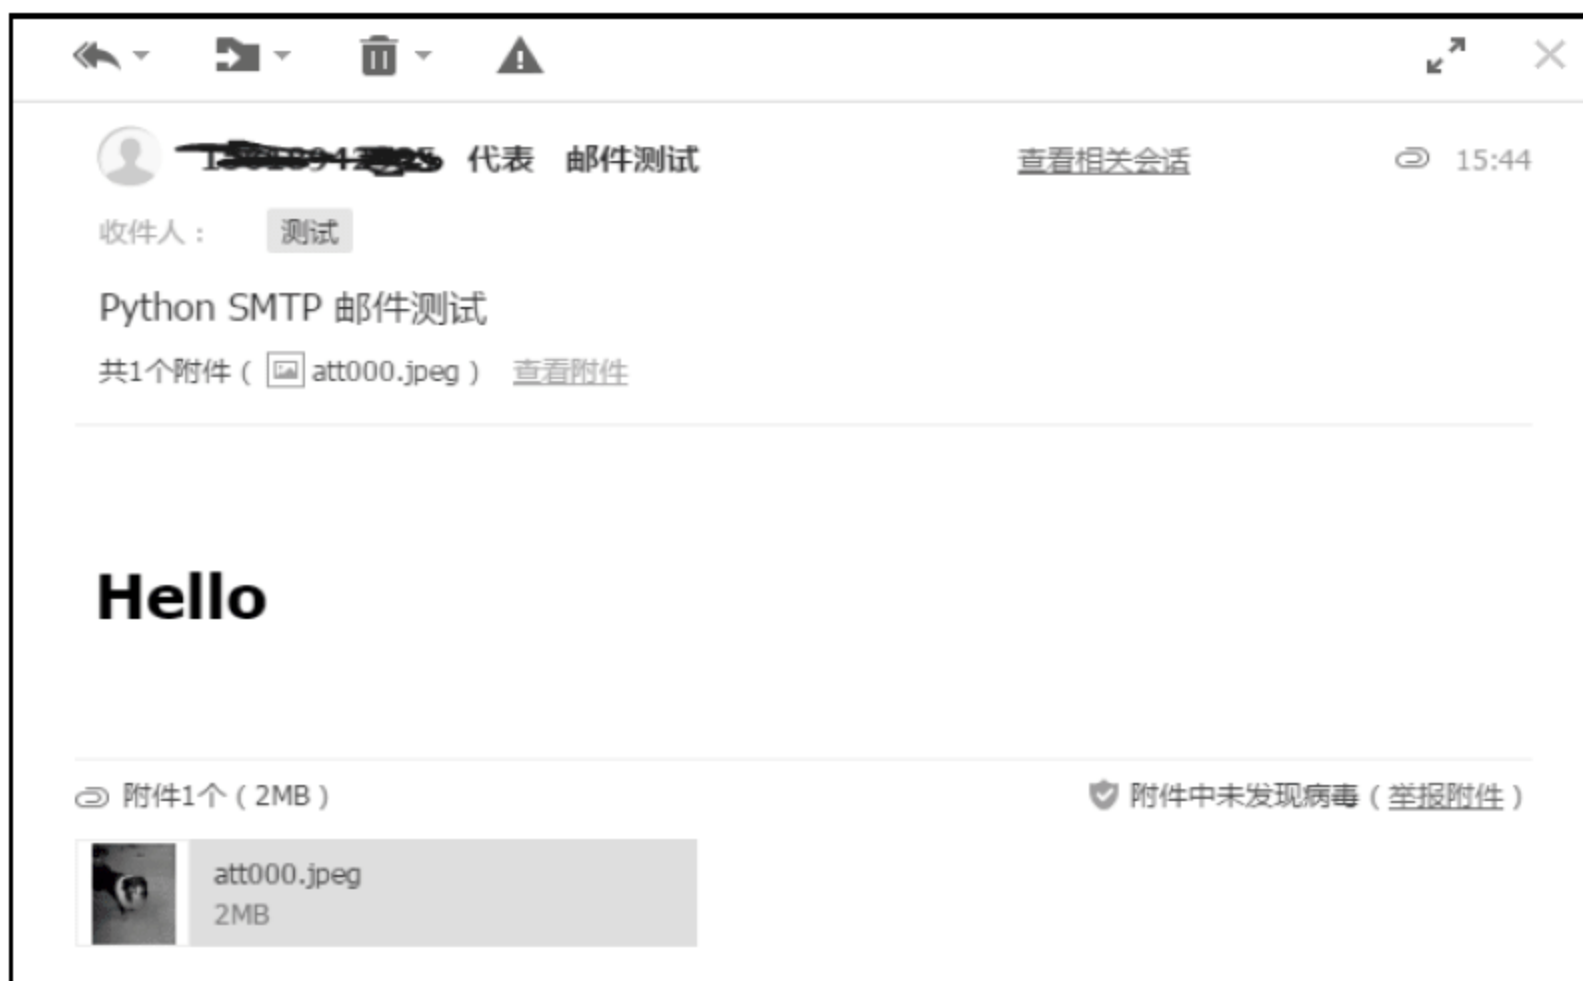 代表 邮件测试 查看相关会话 15:44
收件人： 测试
Python SMTP 邮件测试
共1个附件 ( att000.jpeg ) 查看附件
Hello
附件1个 ( 2MB ) 附件中未发现病毒 ( 举报附件 )
att000.jpeg
2MB